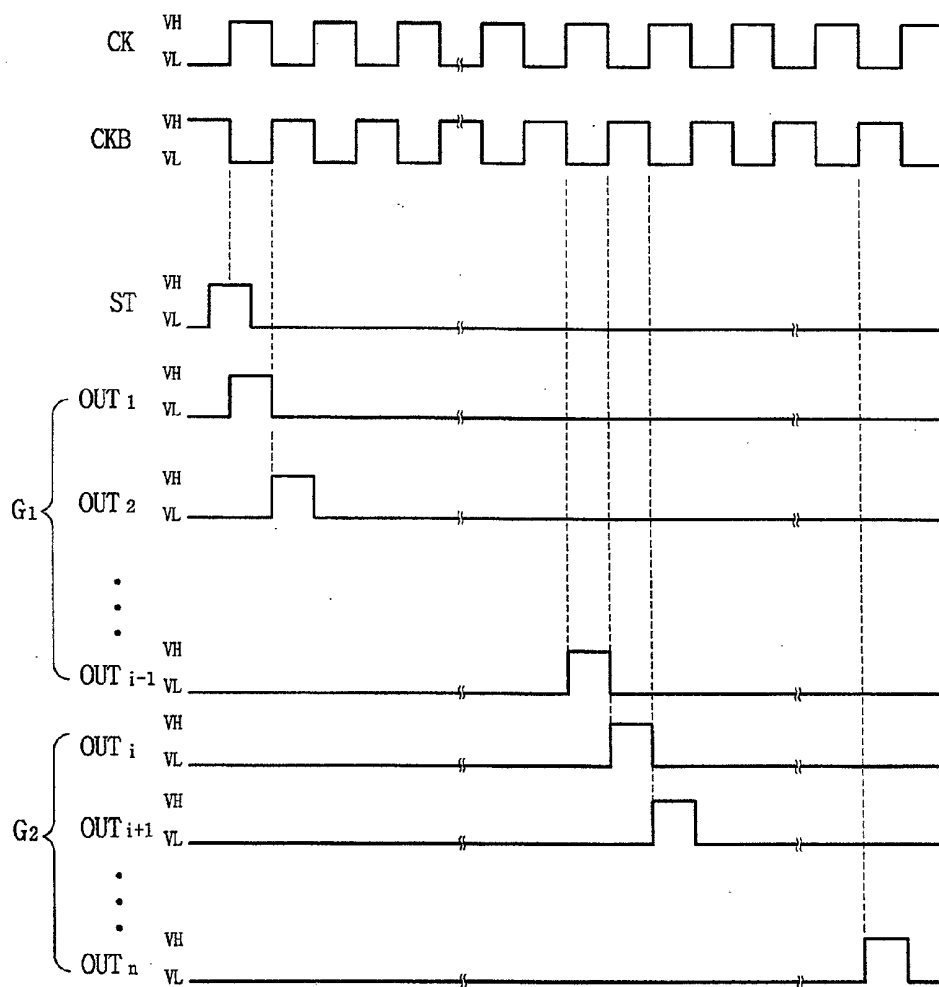 CK VH
VL
CKB VH
VL
ST VH
VL
G1
OUT 1 VH
VL
OUT 2 VH
VL
OUT i-1 VH
VL
G2
OUT i VH
VL
OUT i+1 VH
VL
OUT n VH
VL